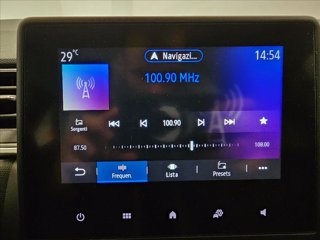 29°C
Navigazi...
14:54
100.90 MHz
Sorgenti
100.90
87.50
108.00
Frequen.
Lista
Presets